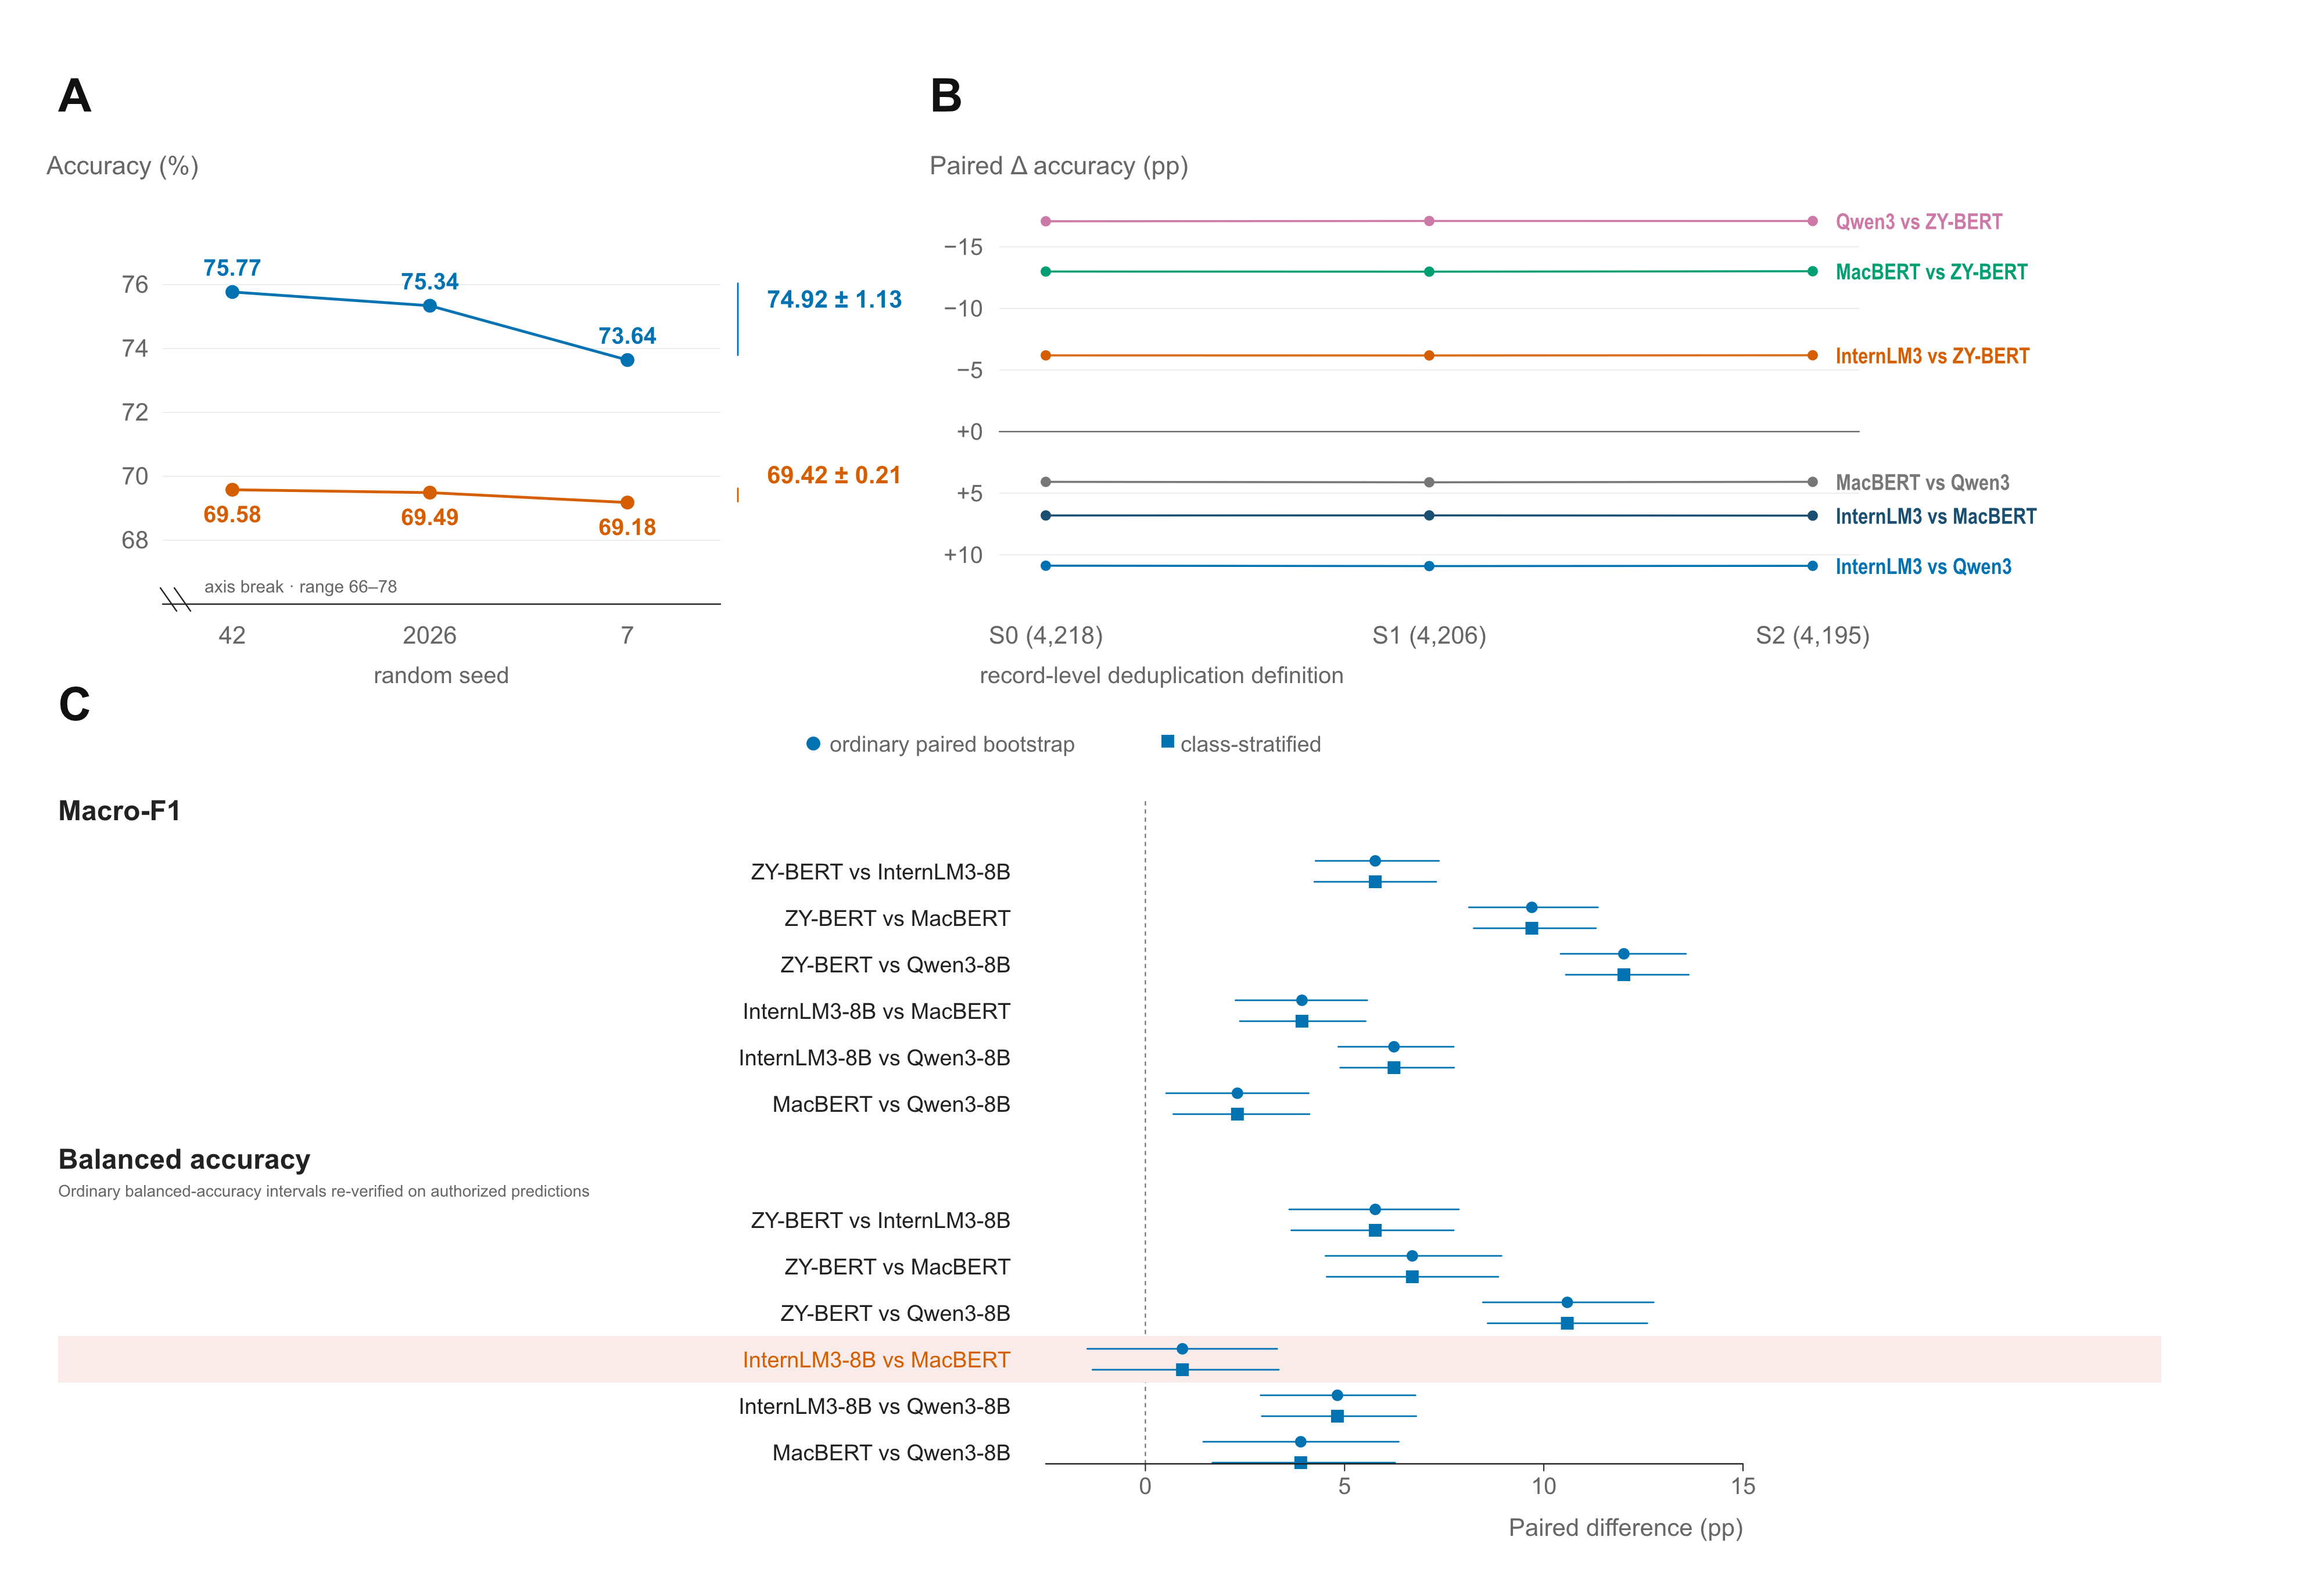 A
Accuracy (%)
76
74
72
70
68
75.77
75.34
73.64
74.92 ± 1.13
69.58
69.49
69.18
69.42 ± 0.21
axis break · range 66–78
42
2026
7
random seed
B
Paired Δ accuracy (pp)
−15
−10
−5
+0
+5
+10
Qwen3 vs ZY-BERT
MacBERT vs ZY-BERT
InternLM3 vs ZY-BERT
MacBERT vs Qwen3
InternLM3 vs MacBERT
InternLM3 vs Qwen3
S0 (4,218)
S1 (4,206)
S2 (4,195)
record-level deduplication definition
C
ordinary paired bootstrap
class-stratified
Macro-F1
ZY-BERT vs InternLM3-8B
ZY-BERT vs MacBERT
ZY-BERT vs Qwen3-8B
InternLM3-8B vs MacBERT
InternLM3-8B vs Qwen3-8B
MacBERT vs Qwen3-8B
Balanced accuracy
Ordinary balanced-accuracy intervals re-verified on authorized predictions
ZY-BERT vs InternLM3-8B
ZY-BERT vs MacBERT
ZY-BERT vs Qwen3-8B
InternLM3-8B vs MacBERT
InternLM3-8B vs Qwen3-8B
MacBERT vs Qwen3-8B
0
5
10
15
Paired difference (pp)